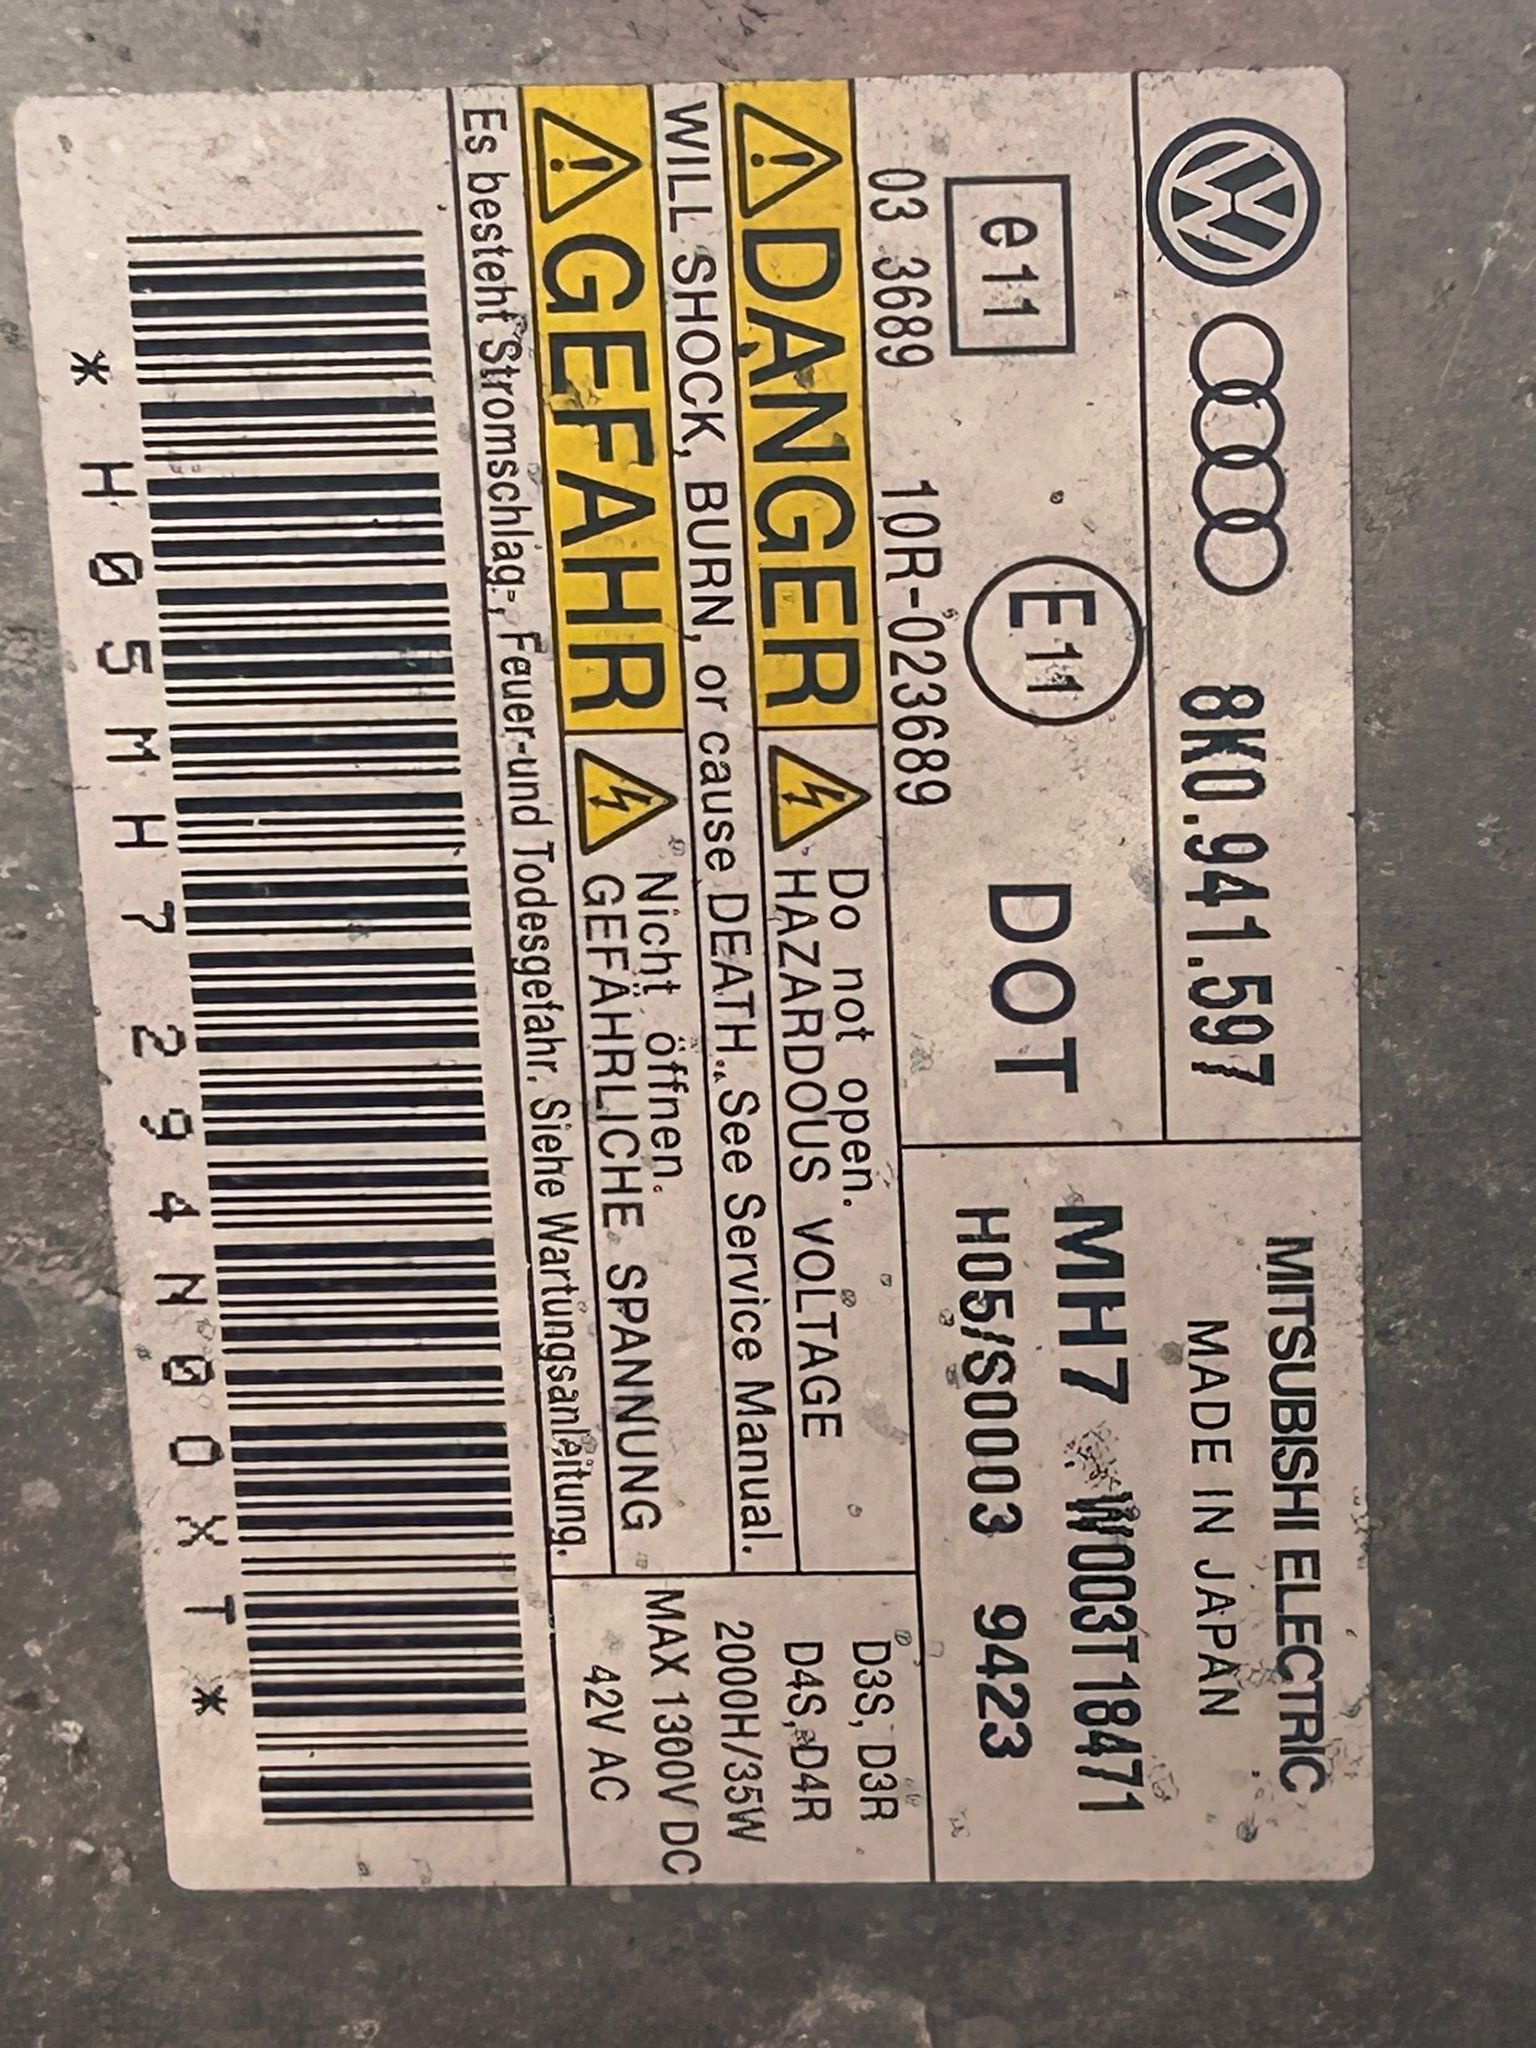 8K0.941.597
MITSUBISHI ELECTRIC
MADE IN JAPAN
e11 E11 DOT
03 3689 10R-023689
MH7 W003T18471
H05/S0003 9423
DANGER
Do not open.
HAZARDOUS VOLTAGE
WILL SHOCK, BURN, or cause DEATH. See Service Manual.
GEFAHR
Nicht öffnen.
GEFÄHRLICHE SPANNUNG
Es besteht Stromschlag-, Feuer-und Todesgefahr. Siehe Wartungsanleitung.
D3S, D3R
D4S, D4R
2000H/35W
MAX 1300V DC
42V AC
*H05MH7294N00XT*